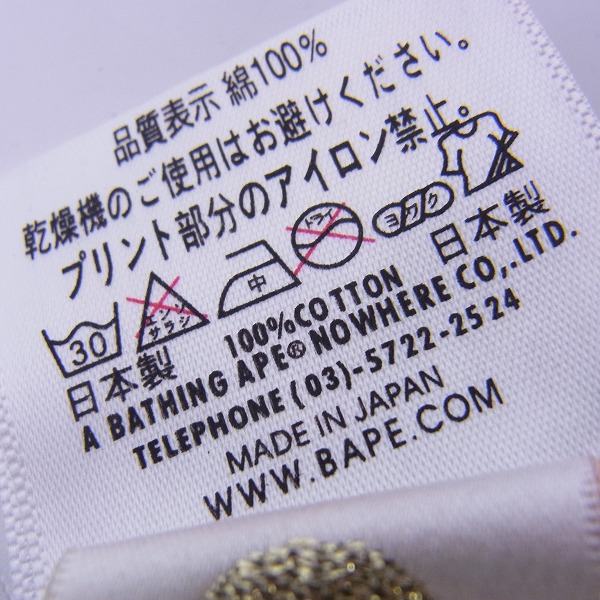 品質表示 綿100%
乾燥機のご使用はお避けください。
プリント部分のアイロン禁止。
30 エンソサラシ 中 ドライ ヨワク
日本製 100%COTTON 日本製
A BATHING APE® NOWHERE CO,.LTD.
TELEPHONE (03)-5722-2524
MADE IN JAPAN
WWW.BAPE.COM